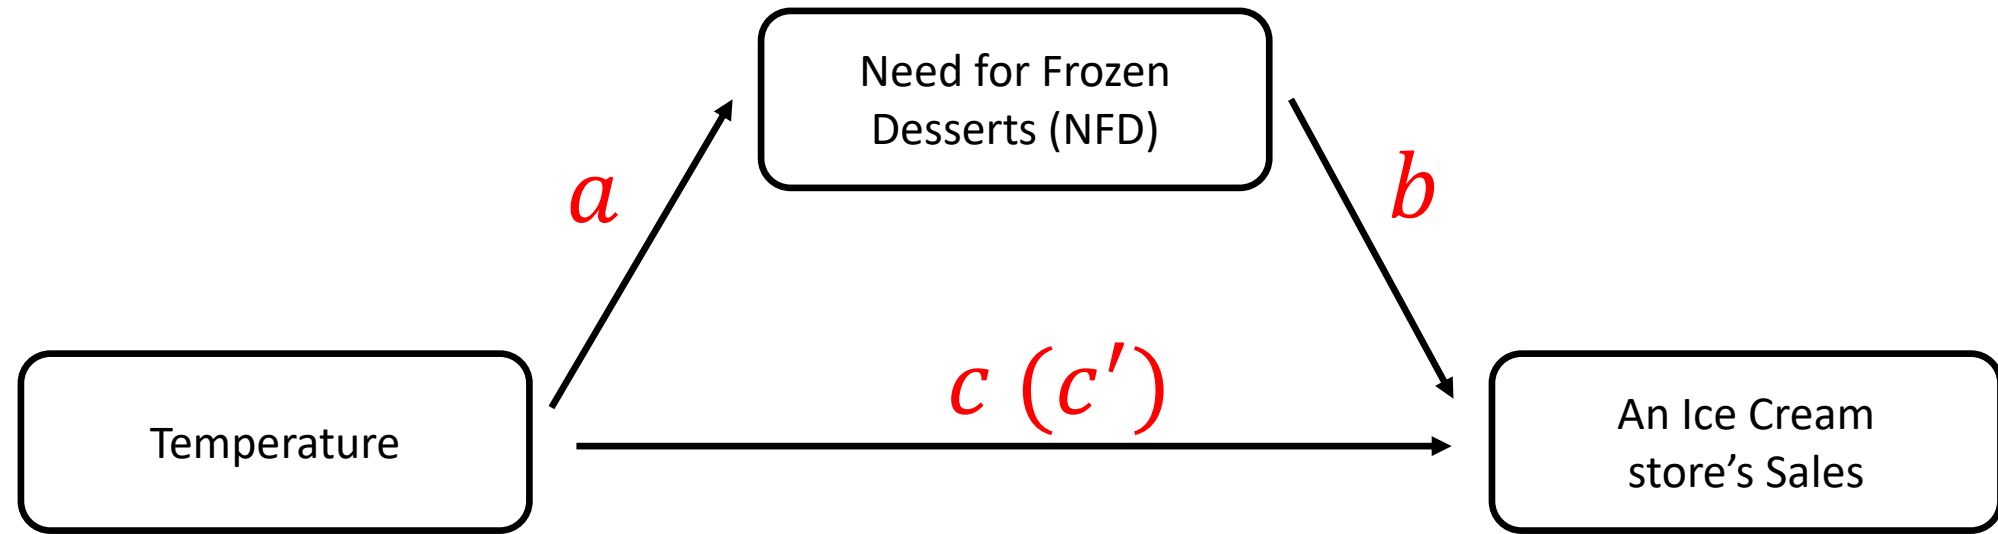 Need for Frozen
Desserts (NFD)
a
b
c (c′)
Temperature
An Ice Cream
store’s Sales